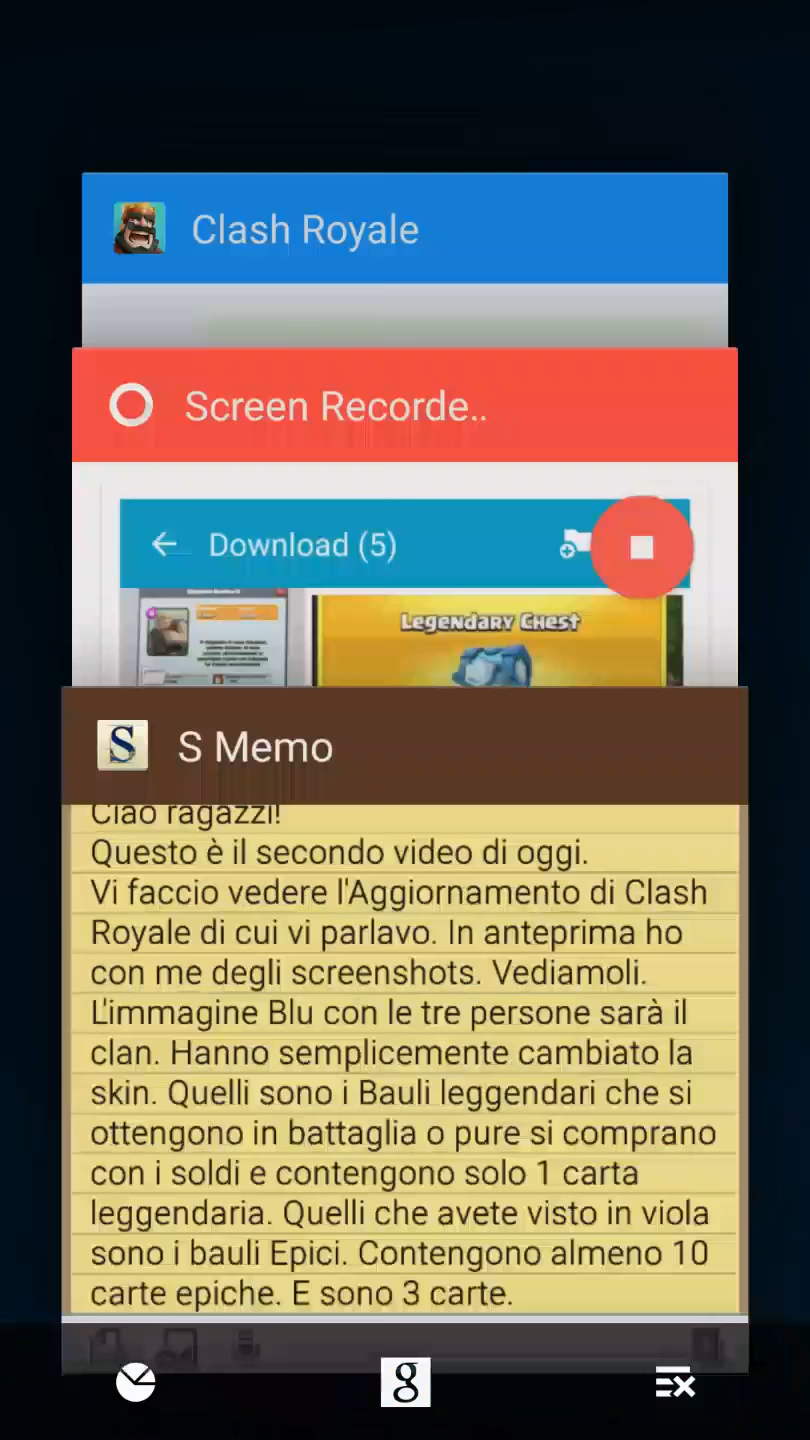 Clash Royale
Screen Recorde..
Download (5)
Legendary Chest
S Memo
Ciao ragazzi!
Questo è il secondo video di oggi.
Vi faccio vedere l'Aggiornamento di Clash
Royale di cui vi parlavo. In anteprima ho
con me degli screenshots. Vediamoli.
L'immagine Blu con le tre persone sarà il
clan. Hanno semplicemente cambiato la
skin. Quelli sono i Bauli leggendari che si
ottengono in battaglia o pure si comprano
con i soldi e contengono solo 1 carta
leggendaria. Quelli che avete visto in viola
sono i bauli Epici. Contengono almeno 10
carte epiche. E sono 3 carte.